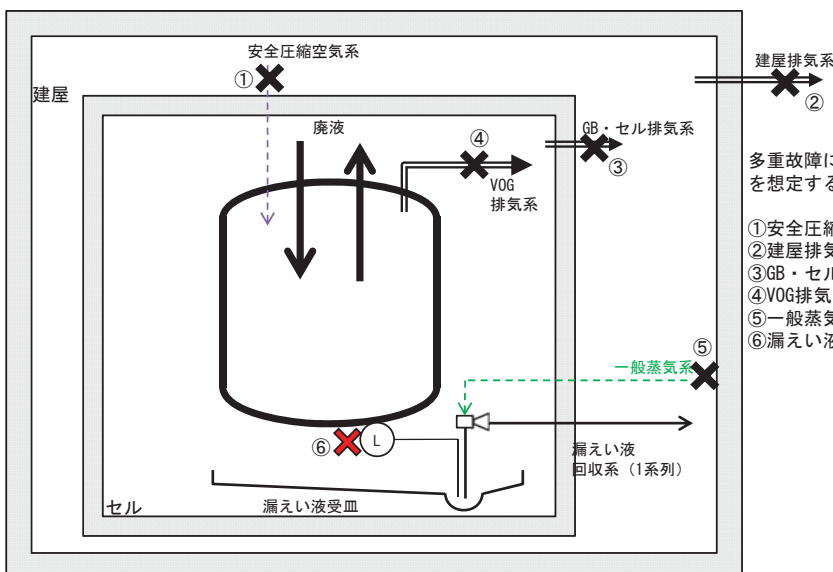 安全圧縮空気系
①
建屋
建屋排気系
②
廃液
④
GB・セル排気系
③
VOG
排気系
多重故障に
を想定する
①安全圧縮
②建屋排気
③GB・セル
④VOG排気
⑤一般蒸気
⑥漏えい液
⑤
一般蒸気系
⑥
L
漏えい液
回収系（1系列）
セル
漏えい液受皿